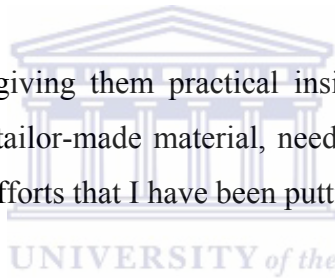 giving them practical insi
tailor-made material, need
fforts that I have been putt
UNIVERSITY of the